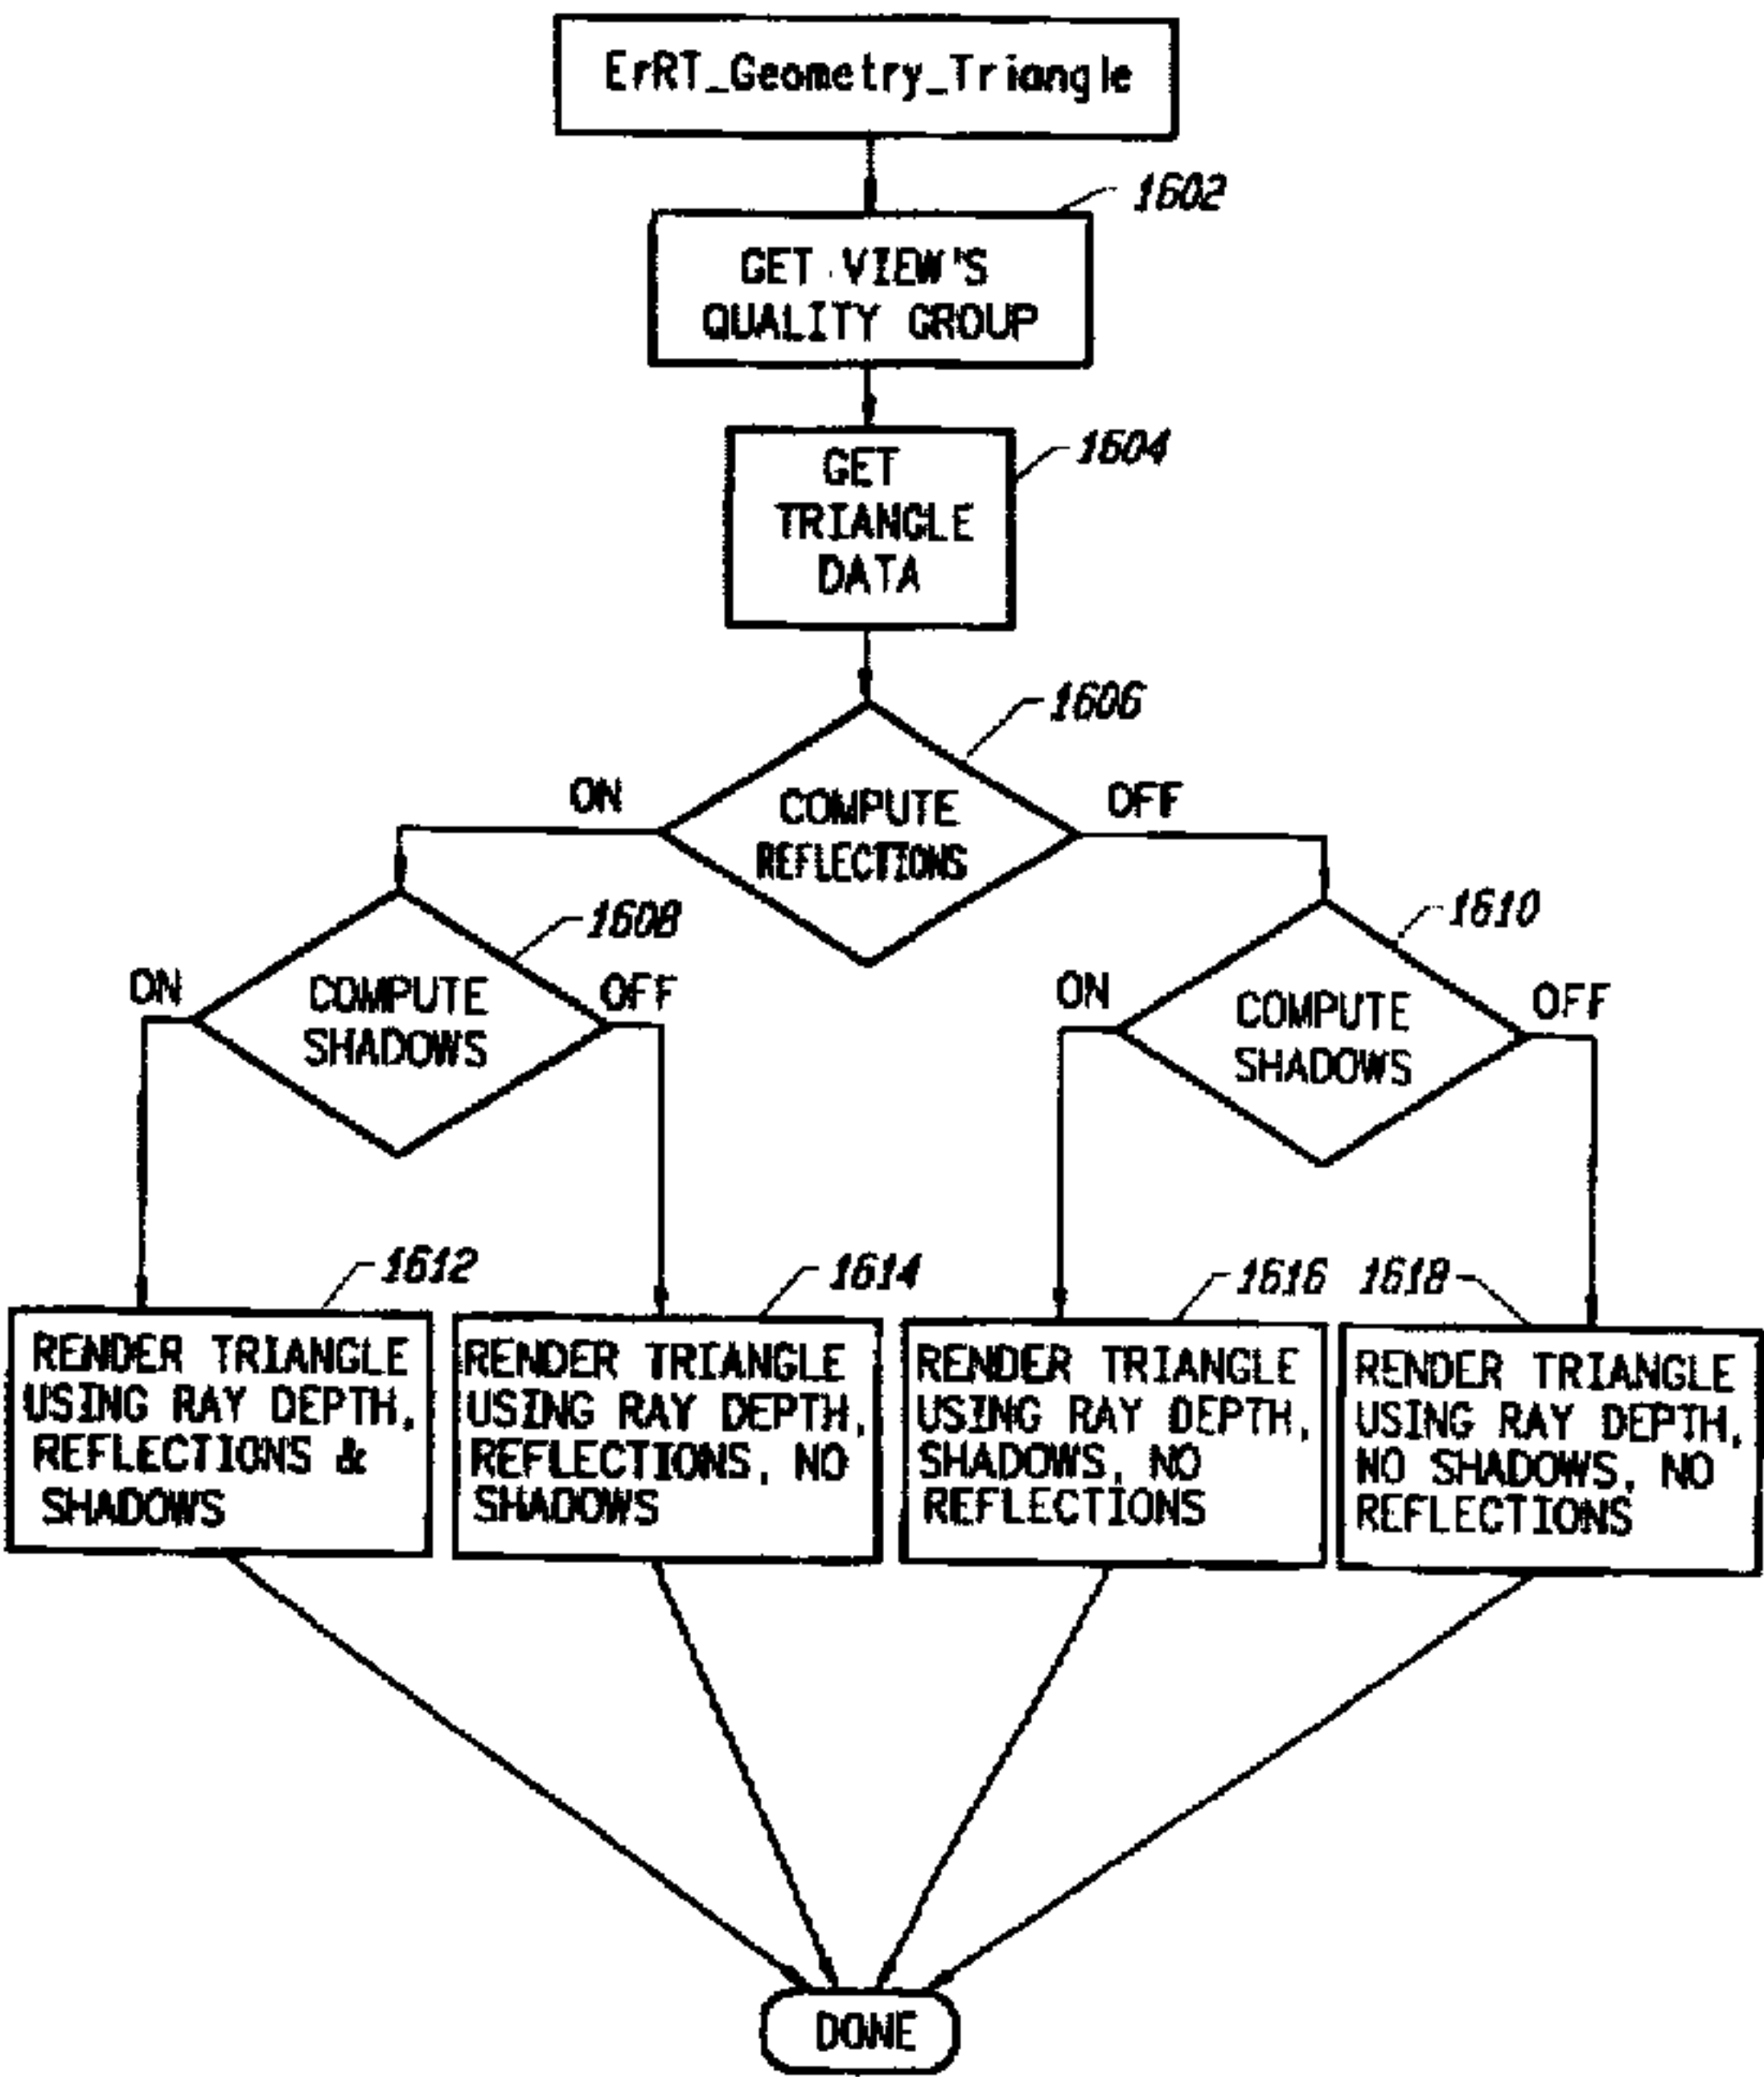 ErRT_Geometry_Triangle
1602
GET VIEW'S
QUALITY GROUP
1604
GET
TRIANGLE
DATA
1606
ON
OFF
COMPUTE
REFLECTIONS
1608
1610
ON
COMPUTE
SHADOWS
OFF
ON
COMPUTE
SHADOWS
OFF
1612
1614
1616
1618
RENDER TRIANGLE
USING RAY DEPTH,
REFLECTIONS &
SHADOWS
RENDER TRIANGLE
USING RAY DEPTH,
REFLECTIONS, NO
SHADOWS
RENDER TRIANGLE
USING RAY DEPTH,
SHADOWS, NO
REFLECTIONS
RENDER TRIANGLE
USING RAY DEPTH,
NO SHADOWS, NO
REFLECTIONS
DONE